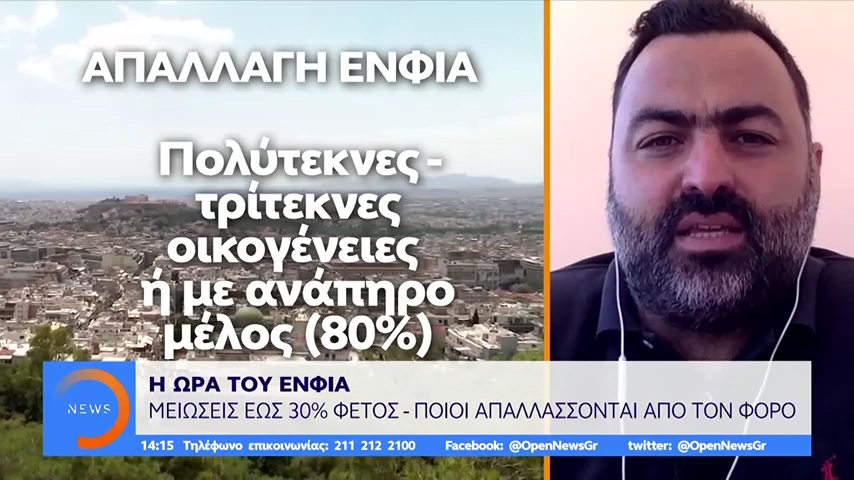 ΑΠΑΛΛΑΓΗ ΕΝΦΙΑ
Πολύτεκνες -
τρίτεκνες
οικογένειες
ή με ανάπηρο
μέλος (80%)
NEWS
Η ΩΡΑ ΤΟΥ ΕΝΦΙΑ
ΜΕΙΩΣΕΙΣ ΕΩΣ 30% ΦΕΤΟΣ - ΠΟΙΟΙ ΑΠΑΛΛΑΣΣΟΝΤΑΙ ΑΠΟ ΤΟΝ ΦΟΡΟ
14:15 Τηλέφωνο επικοινωνίας: 211 212 2100 Facebook: @OpenNewsGr twitter: @OpenNewsGr